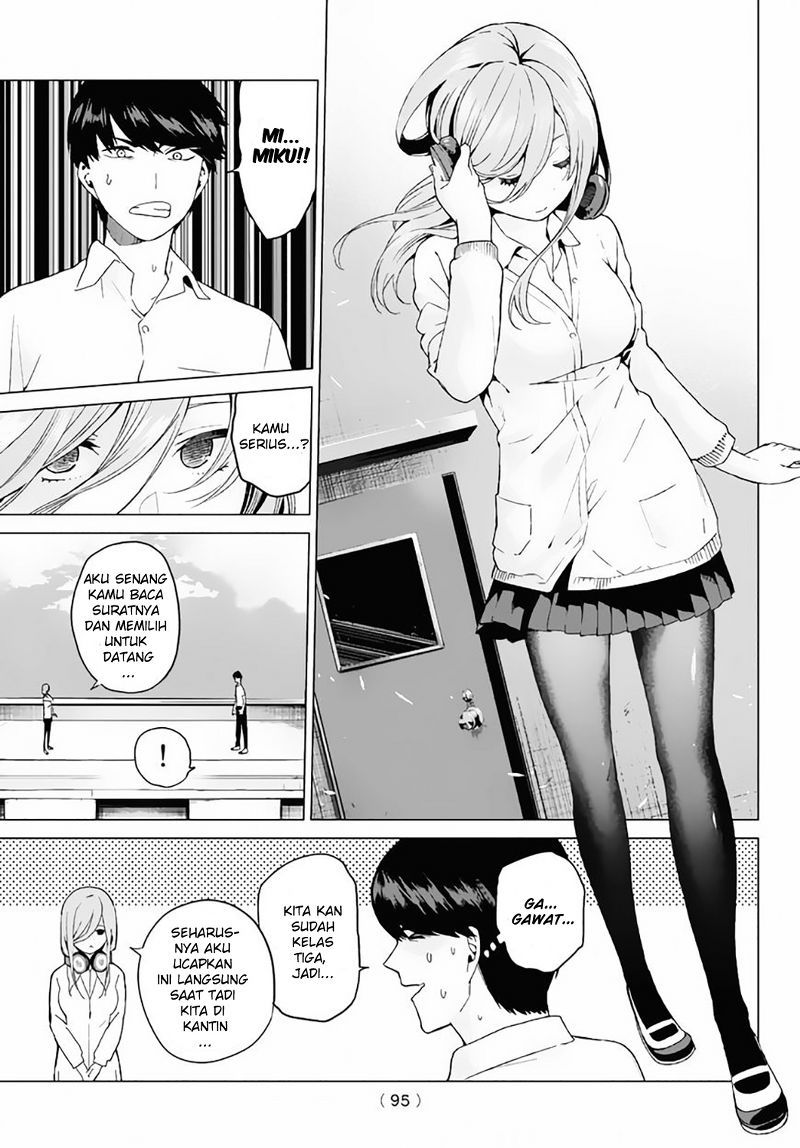 MI...
MIKU!!
KAMU
SERIUS...?
AKU SENANG
KAMU BACA
SURATNYA
DAN MEMILIH
UNTUK
DATANG
...
!
GA...
GAWAT...
KITA KAN
SUDAH
KELAS
TIGA,
JADI...
SEHARUS-
NYA AKU
UCAPKAN
INI LANGSUNG
SAAT TADI
KITA DI
KANTIN
...
( 95 )